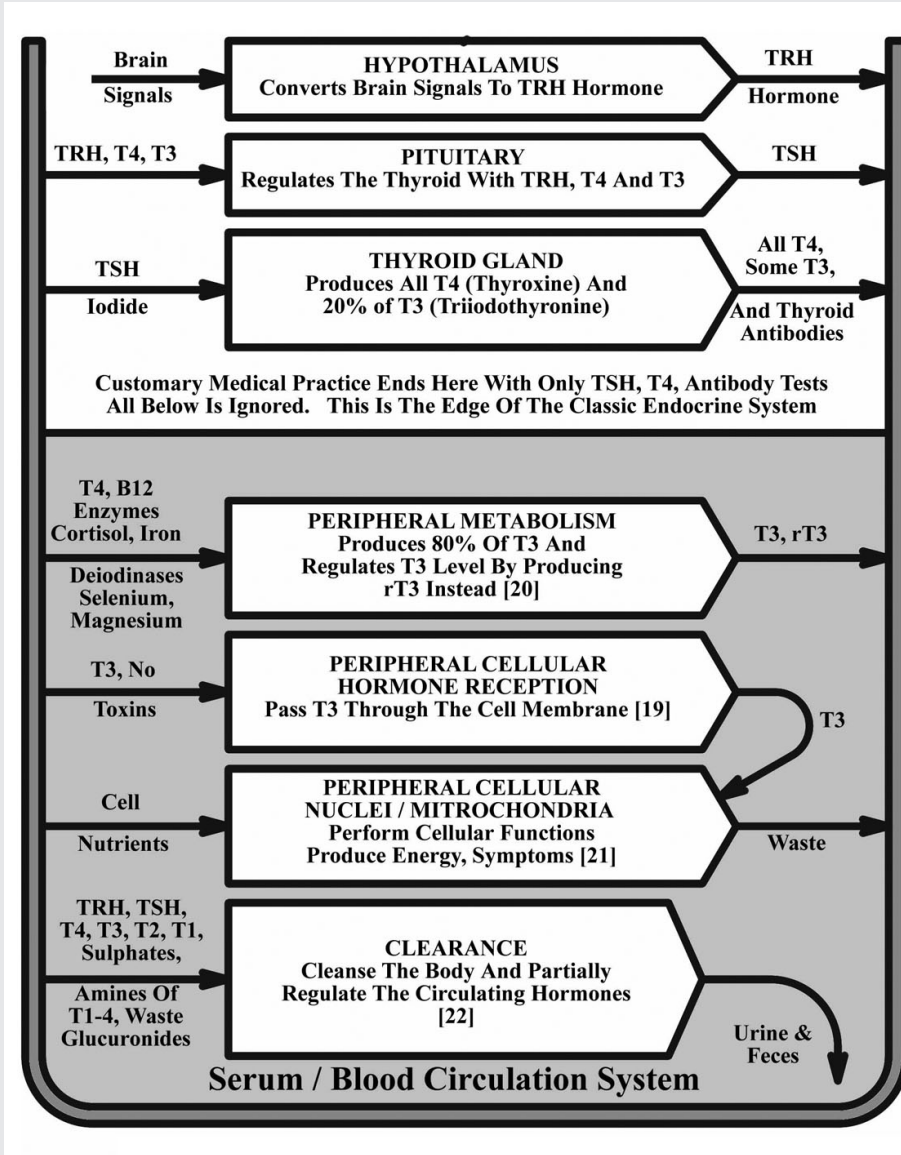 Brain
Signals
HYPOTHALAMUS
Converts Brain Signals To TRH Hormone
TRH
Hormone
TRH, T4, T3
PITUITARY
Regulates The Thyroid With TRH, T4 And T3
TSH
TSH
Iodide
THYROID GLAND
Produces All T4 (Thyroxine) And
20% of T3 (Triiodothyronine)
All T4,
Some T3,
And Thyroid
Antibodies
Customary Medical Practice Ends Here With Only TSH, T4, Antibody Tests
All Below Is Ignored. This Is The Edge Of The Classic Endocrine System
T4, B12
Enzymes
Cortisol, Iron
Deiodinases
Selenium,
Magnesium
PERIPHERAL METABOLISM
Produces 80% Of T3 And
Regulates T3 Level By Producing
rT3 Instead [20]
T3, rT3
T3, No
Toxins
PERIPHERAL CELLULAR
HORMONE RECEPTION
Pass T3 Through The Cell Membrane [19]
T3
Cell
Nutrients
PERIPHERAL CELLULAR
NUCLEI / MITROCHONDRIA
Perform Cellular Functions
Produce Energy, Symptoms [21]
Waste
TRH, TSH,
T4, T3, T2, T1,
Sulphates,
Amines Of
T1-4, Waste
Glucuronides
CLEARANCE
Cleanse The Body And Partially
Regulate The Circulating Hormones
[22]
Urine &
Feces
Serum / Blood Circulation System